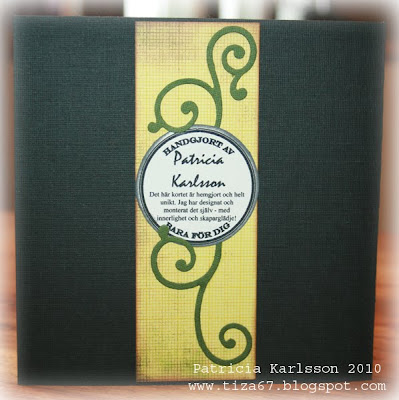 HANDGJORT AV
Patricia
Karlsson
Det här kortet är hemgjort och helt
unikt. Jag har designat och
monterat det själv - med
innerlighet och skaparglädje!
BARA FÖR DIG
Patricia Karlsson 2010
www.tiza67.blogspot.com